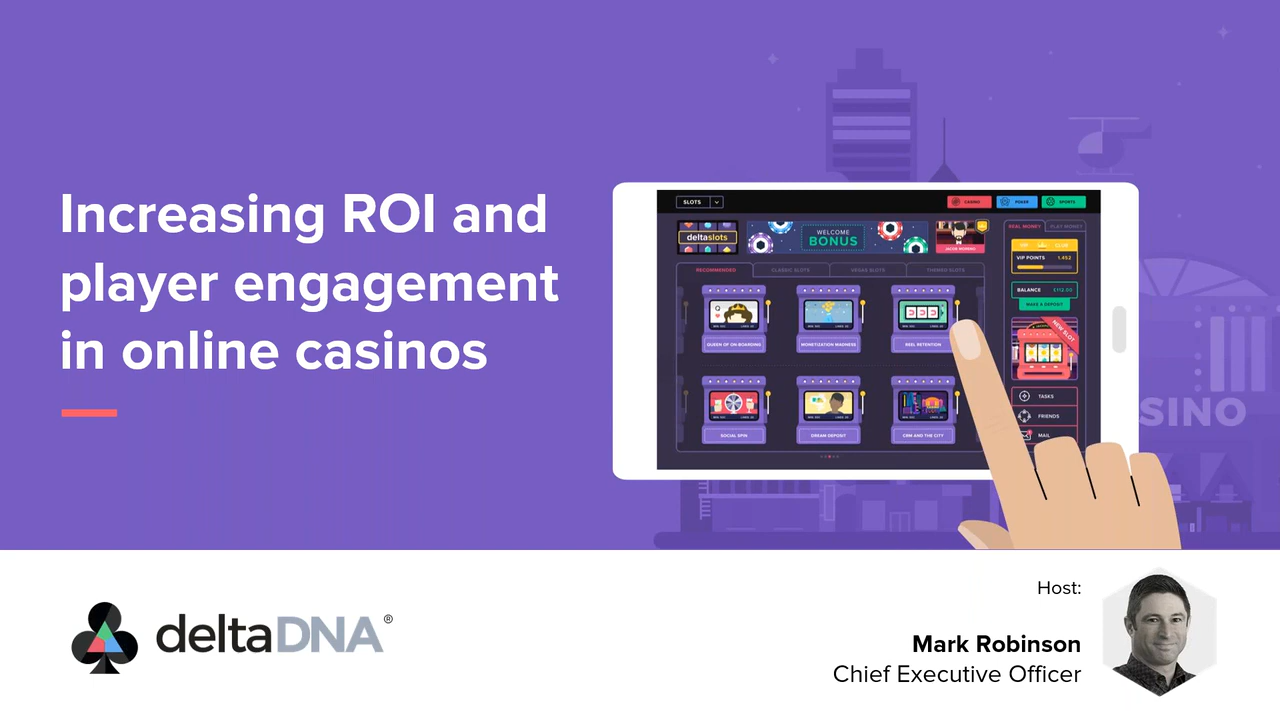 Increasing ROI and
player engagement
in online casinos
SLOTS
CASINO
POKER
SPORTS
deltaslots
WELCOME
BONUS
JACOB MORENO
REAL MONEY
PLAY MONEY
VIP POINTS 1,452
BALANCE £112.00
MAKE A DEPOSIT
RECOMMENDED
CLASSIC SLOTS
VEGAS SLOTS
THEMED SLOTS
QUEEN OF ON-BOARDING
MONETIZATION MADNESS
REEL RETENTION
NEW SLOT
SOCIAL SPIN
DREAM DEPOSIT
CRM AND THE CITY
TASKS
FRIENDS
MAIL
SINO
deltaDNA®
Host:
Mark Robinson
Chief Executive Officer